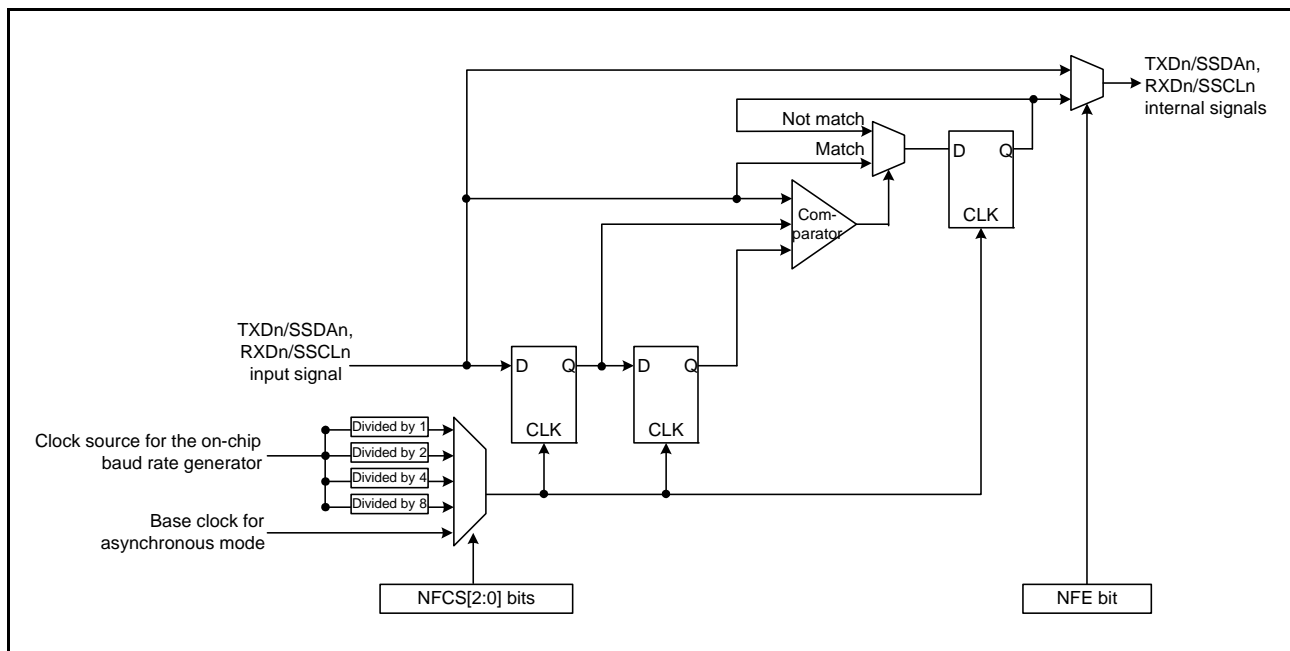 TXDn/SSDAn,
RXDn/SSCLn
internal signals
Not match
Match
D
Q
CLK
Com-
parator
TXDn/SSDAn,
RXDn/SSCLn
input signal
D
Q
CLK
D
Q
CLK
Clock source for the on-chip
baud rate generator
Divided by 1
Divided by 2
Divided by 4
Divided by 8
Base clock for
asynchronous mode
NFCS[2:0] bits
NFE bit